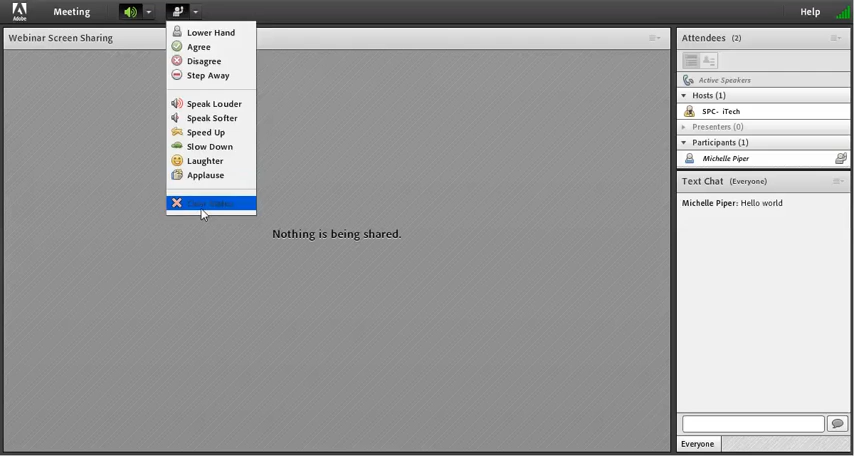 Adobe
Meeting
Help
Webinar Screen Sharing
Lower Hand
Agree
Disagree
Step Away
Speak Louder
Speak Softer
Speed Up
Slow Down
Laughter
Applause
Clear Status
Nothing is being shared.
Attendees (2)
Active Speakers
Hosts (1)
SPC- iTech
Presenters (0)
Participants (1)
Michelle Piper
Text Chat (Everyone)
Michelle Piper: Hello world
Everyone